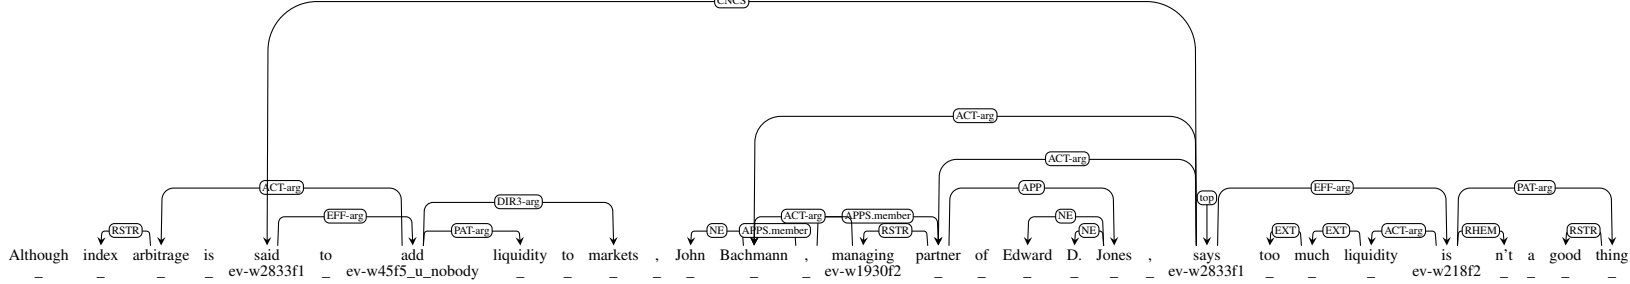 CNCS
ACT-arg
ACT-arg
ACT-arg APP top EFF-arg PAT-arg
DIR3-arg
EFF-arg ACT-arg APPS.member NE
RSTR PAT-arg NE APPS.member RSTR NE EXT EXT ACT-arg RHEM RSTR
Although index arbitrage is said to add liquidity to markets , John Bachmann , managing partner of Edward D. Jones , says too much liquidity is n't a good thing
_ _ _ _ ev-w2833f1 _ ev-w45f5_u_nobody _ _ _ _ _ _ _ ev-w1930f2 _ _ _ _ _ _ ev-w2833f1 _ _ _ ev-w218f2 _ _ _ _